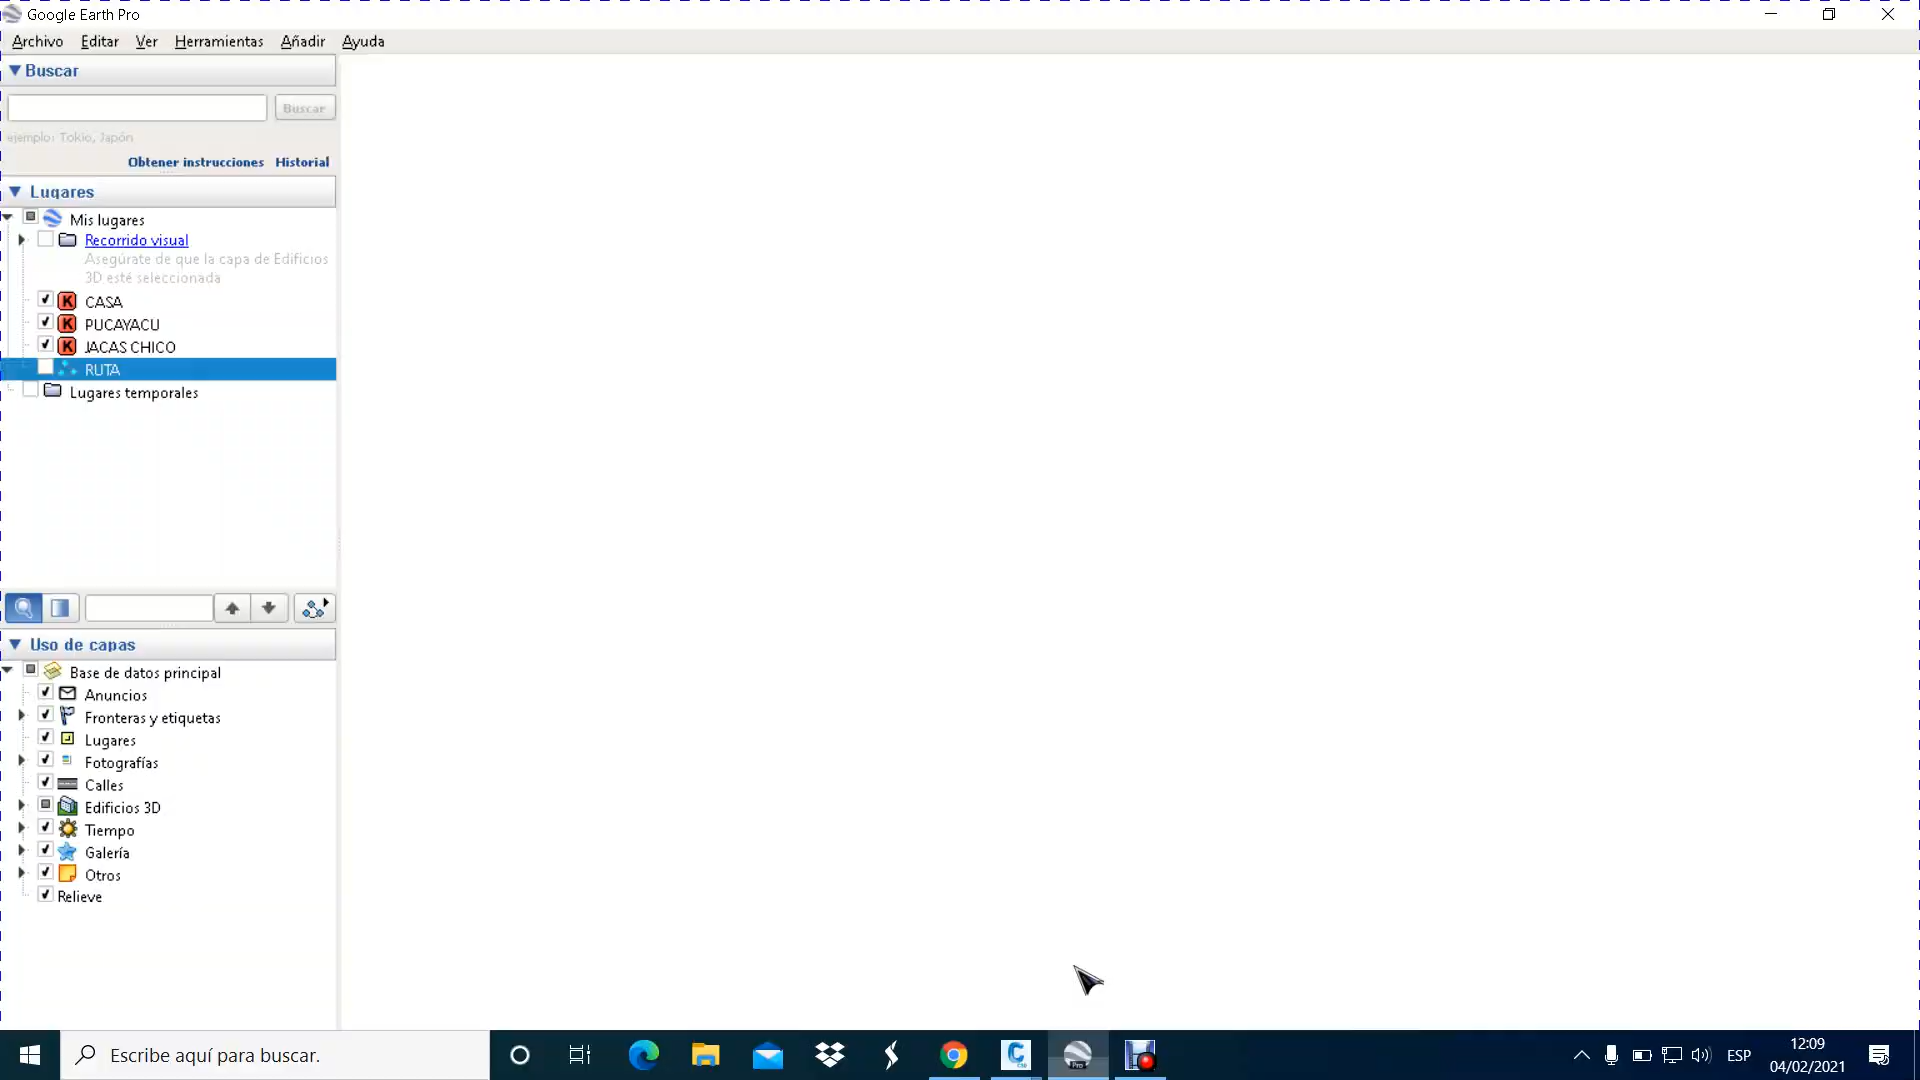 Google Earth Pro
Archivo Editar Ver Herramientas Añadir Ayuda
Buscar
Buscar
ejemplo: Tokio, Japón
Obtener instrucciones Historial
Lugares
Mis lugares
Recorrido visual
Asegúrate de que la capa de Edificios
3D esté seleccionada
CASA
PUCAYACU
JACAS CHICO
RUTA
Lugares temporales
Uso de capas
Base de datos principal
Anuncios
Fronteras y etiquetas
Lugares
Fotografías
Calles
Edificios 3D
Tiempo
Galería
Otros
Relieve
Escribe aquí para buscar.
ESP
12:09
04/02/2021